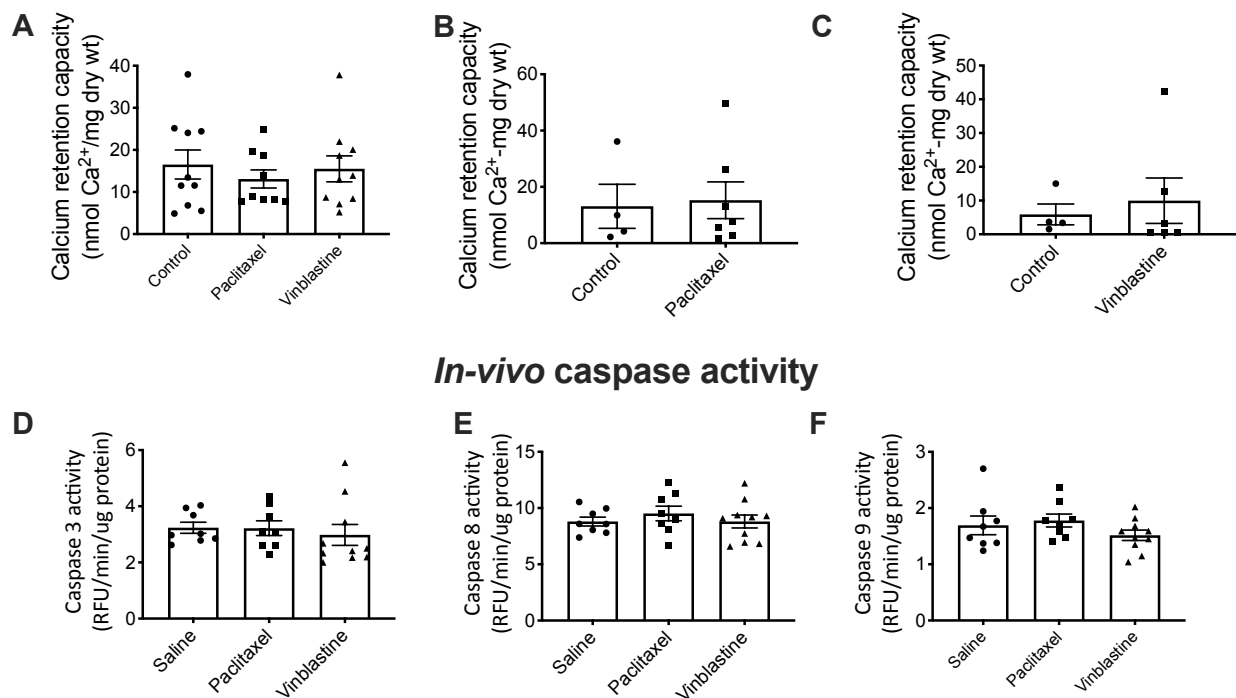 A
Calcium retention capacity
(nmol Ca²⁺/mg dry wt)
40
30
20
10
0
Control
Paclitaxel
Vinblastine
B
Calcium retention capacity
(nmol Ca²⁺-mg dry wt)
60
40
20
0
Control
Paclitaxel
C
Calcium retention capacity
(nmol Ca²⁺-mg dry wt)
50
40
30
20
10
0
Control
Vinblastine
In-vivo caspase activity
D
Caspase 3 activity
(RFU/min/ug protein)
6
4
2
0
Saline
Paclitaxel
Vinblastine
E
Caspase 8 activity
(RFU/min/ug protein)
15
10
5
0
Saline
Paclitaxel
Vinblastine
F
Caspase 9 activity
(RFU/min/ug protein)
3
2
1
0
Saline
Paclitaxel
Vinblastine